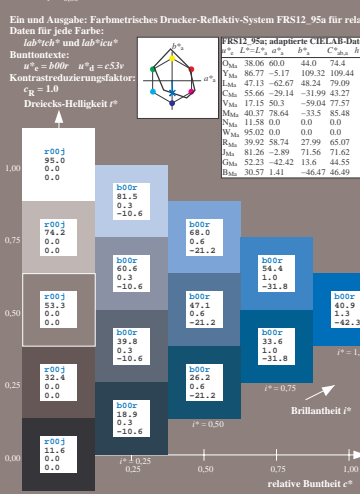 Ein und Ausgabe: Farbmetrisches Drucker-Reflektiv-System FRS12_95a für rela
Daten für jede Farbe:
lab*tch* und lab*icu*
Bunttontexte:
u*e = b00r u*d = c53v
Kontrastreduzierungsfaktor:
cR = 1.0
Dreiecks-Helligkeit t*
b*a
a*a
FRS12_95a; adaptierte CIELAB-Date
u*e L*=L*a a*a b*a C*ab,a h
OMa 38.06 60.0 44.0 74.4
YMa 86.77 -5.17 109.32 109.44
LMa 47.13 -62.67 48.24 79.09
CMa 55.66 -29.14 -31.99 43.27
VMa 17.15 50.3 -59.04 77.57
MMa 40.37 78.64 -33.5 85.48
NMa 11.58 0.0 0.0 0.0
WMa 95.02 0.0 0.0 0.0
RMa 39.92 58.74 27.99 65.07
JMa 81.26 -2.89 71.56 71.62
GMa 52.23 -42.42 13.6 44.55
BMa 30.57 1.41 -46.47 46.49
1,00
0,75
0,50
0,25
0,00
r00j
95.0
0.0
0.0
r00j
74.2
0.0
0.0
r00j
53.3
0.0
0.0
r00j
32.4
0.0
0.0
r00j
11.6
0.0
0.0
b00r
81.5
0.3
-10.6
b00r
60.6
0.3
-10.6
b00r
39.8
0.3
-10.6
b00r
18.9
0.3
-10.6
b00r
68.0
0.6
-21.2
b00r
47.1
0.6
-21.2
b00r
26.2
0.6
-21.2
b00r
54.4
1.0
-31.8
b00r
33.6
1.0
-31.8
b00r
40.9
1.3
-42.3
i* = 1,
i* = 0,75
i* = 0,50
i* = 0,25
Brillantheit i*
0,25
0,50
0,75
1,00
relative Buntheit c*